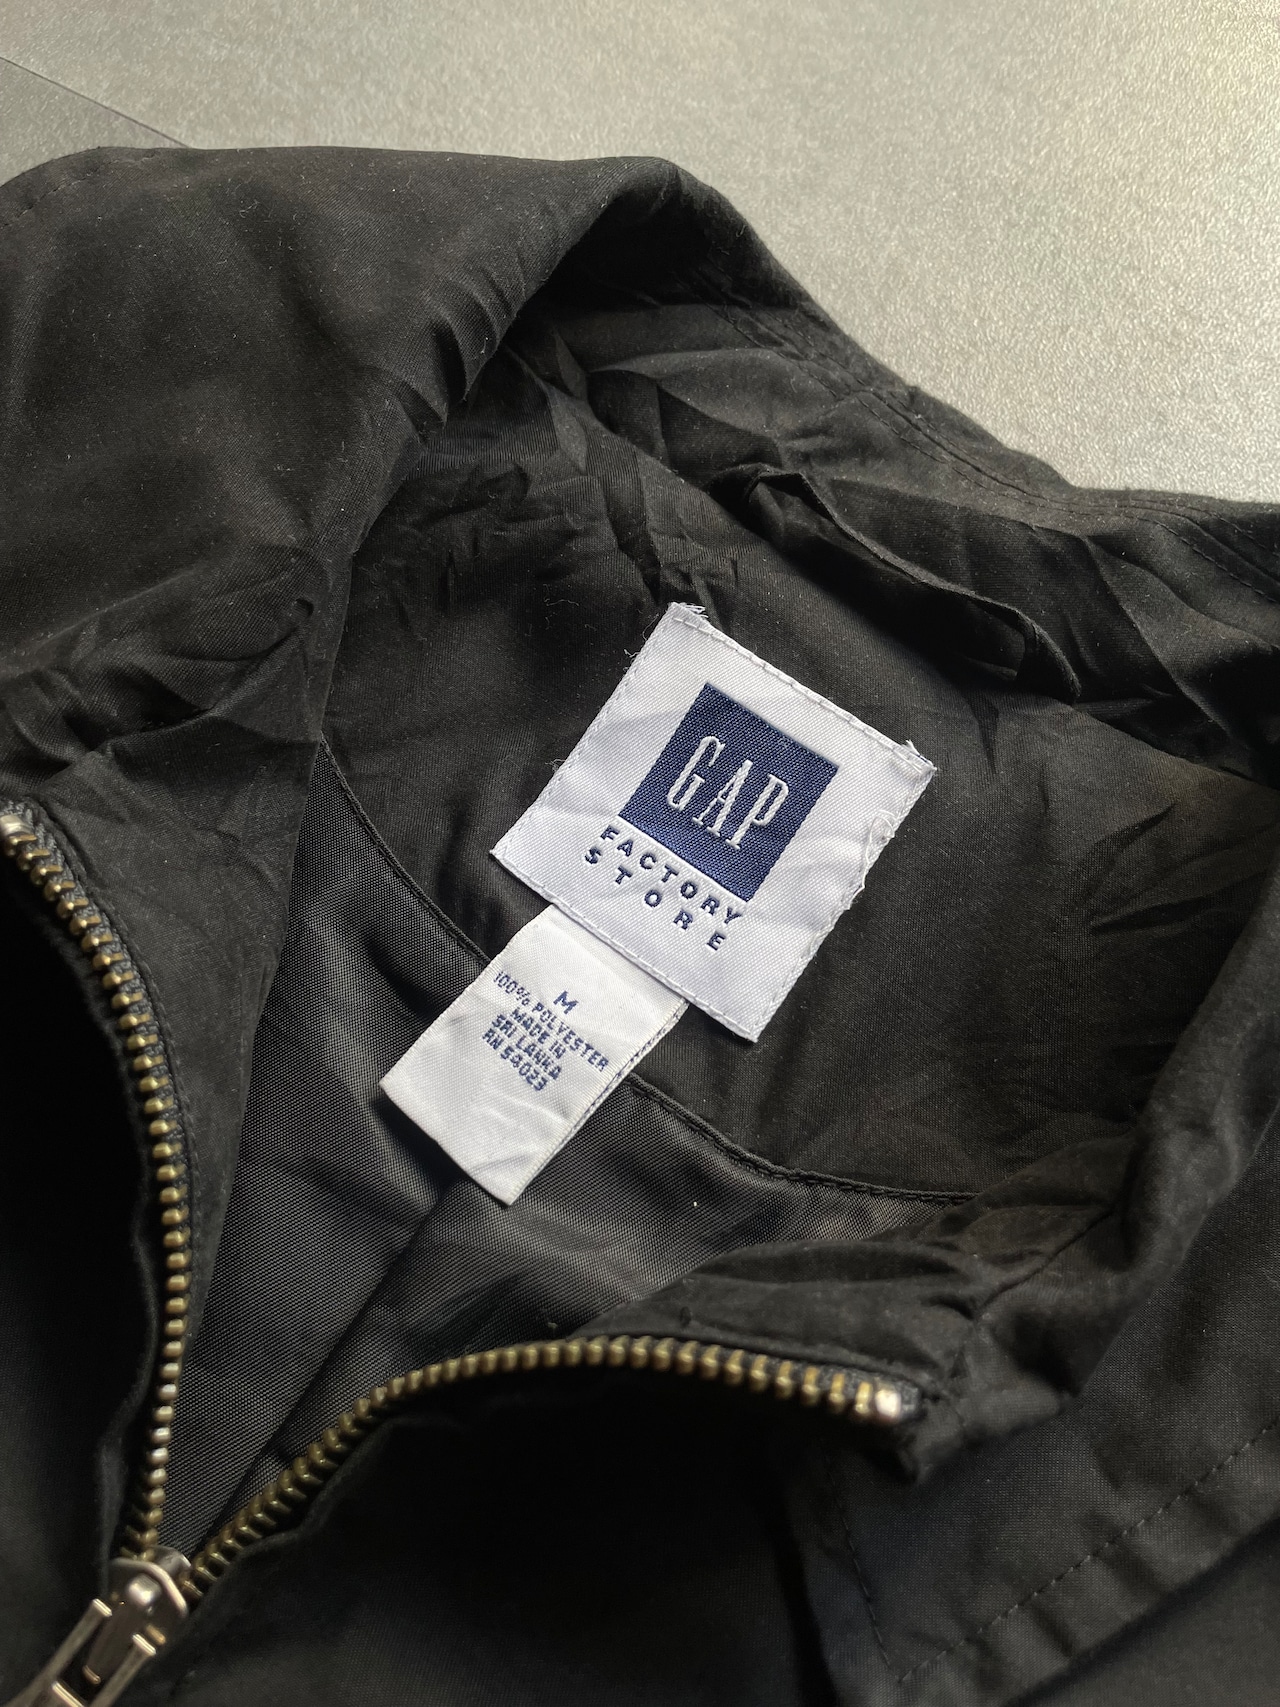 GAP
FACTORY
STORE
M
100% POLYESTER
MADE IN
SRI LANKA
RN 54023